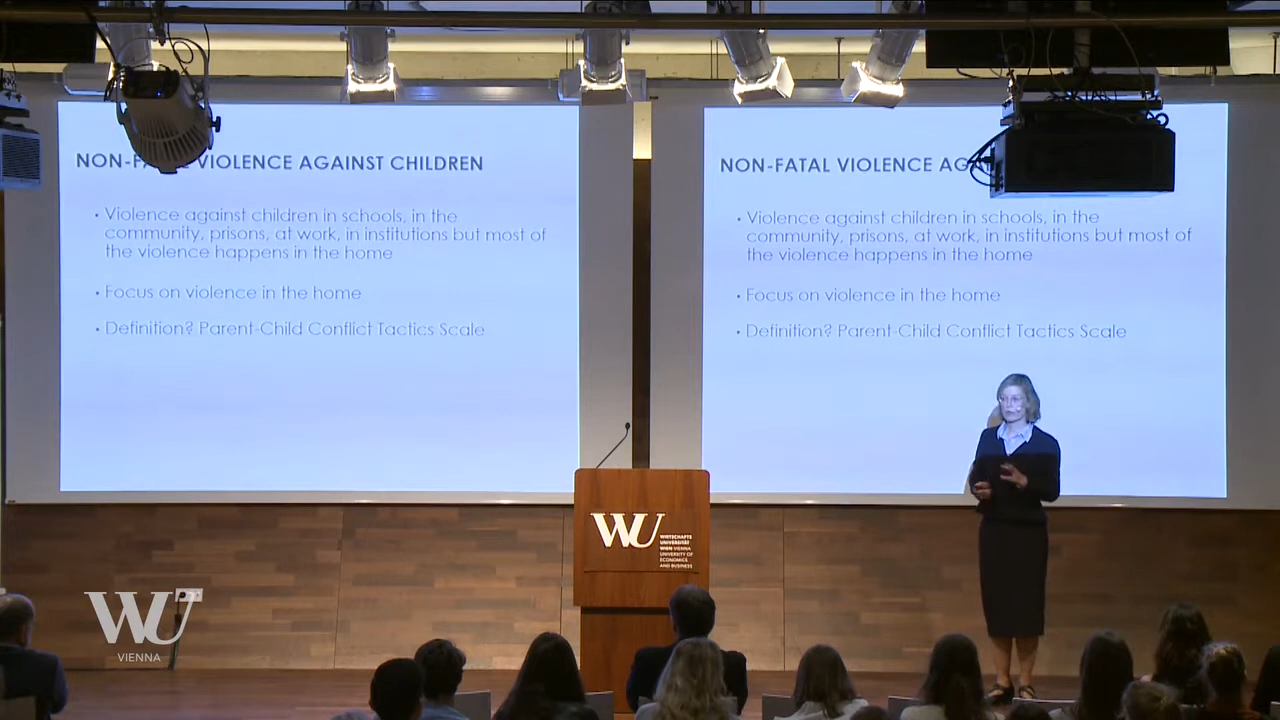 NON-FATAL VIOLENCE AGAINST CHILDREN
• Violence against children in schools, in the
community, prisons, at work, in institutions but most of
the violence happens in the home
• Focus on violence in the home
• Definition? Parent-Child Conflict Tactics Scale
NON-FATAL VIOLENCE AGA
• Violence against children in schools, in the
community, prisons, at work, in institutions but most of
the violence happens in the home
• Focus on violence in the home
• Definition? Parent-Child Conflict Tactics Scale
WU
WIRTSCHAFTS
UNIVERSITÄT
WIEN VIENNA
UNIVERSITY OF
ECONOMICS
AND BUSINESS
WU
VIENNA